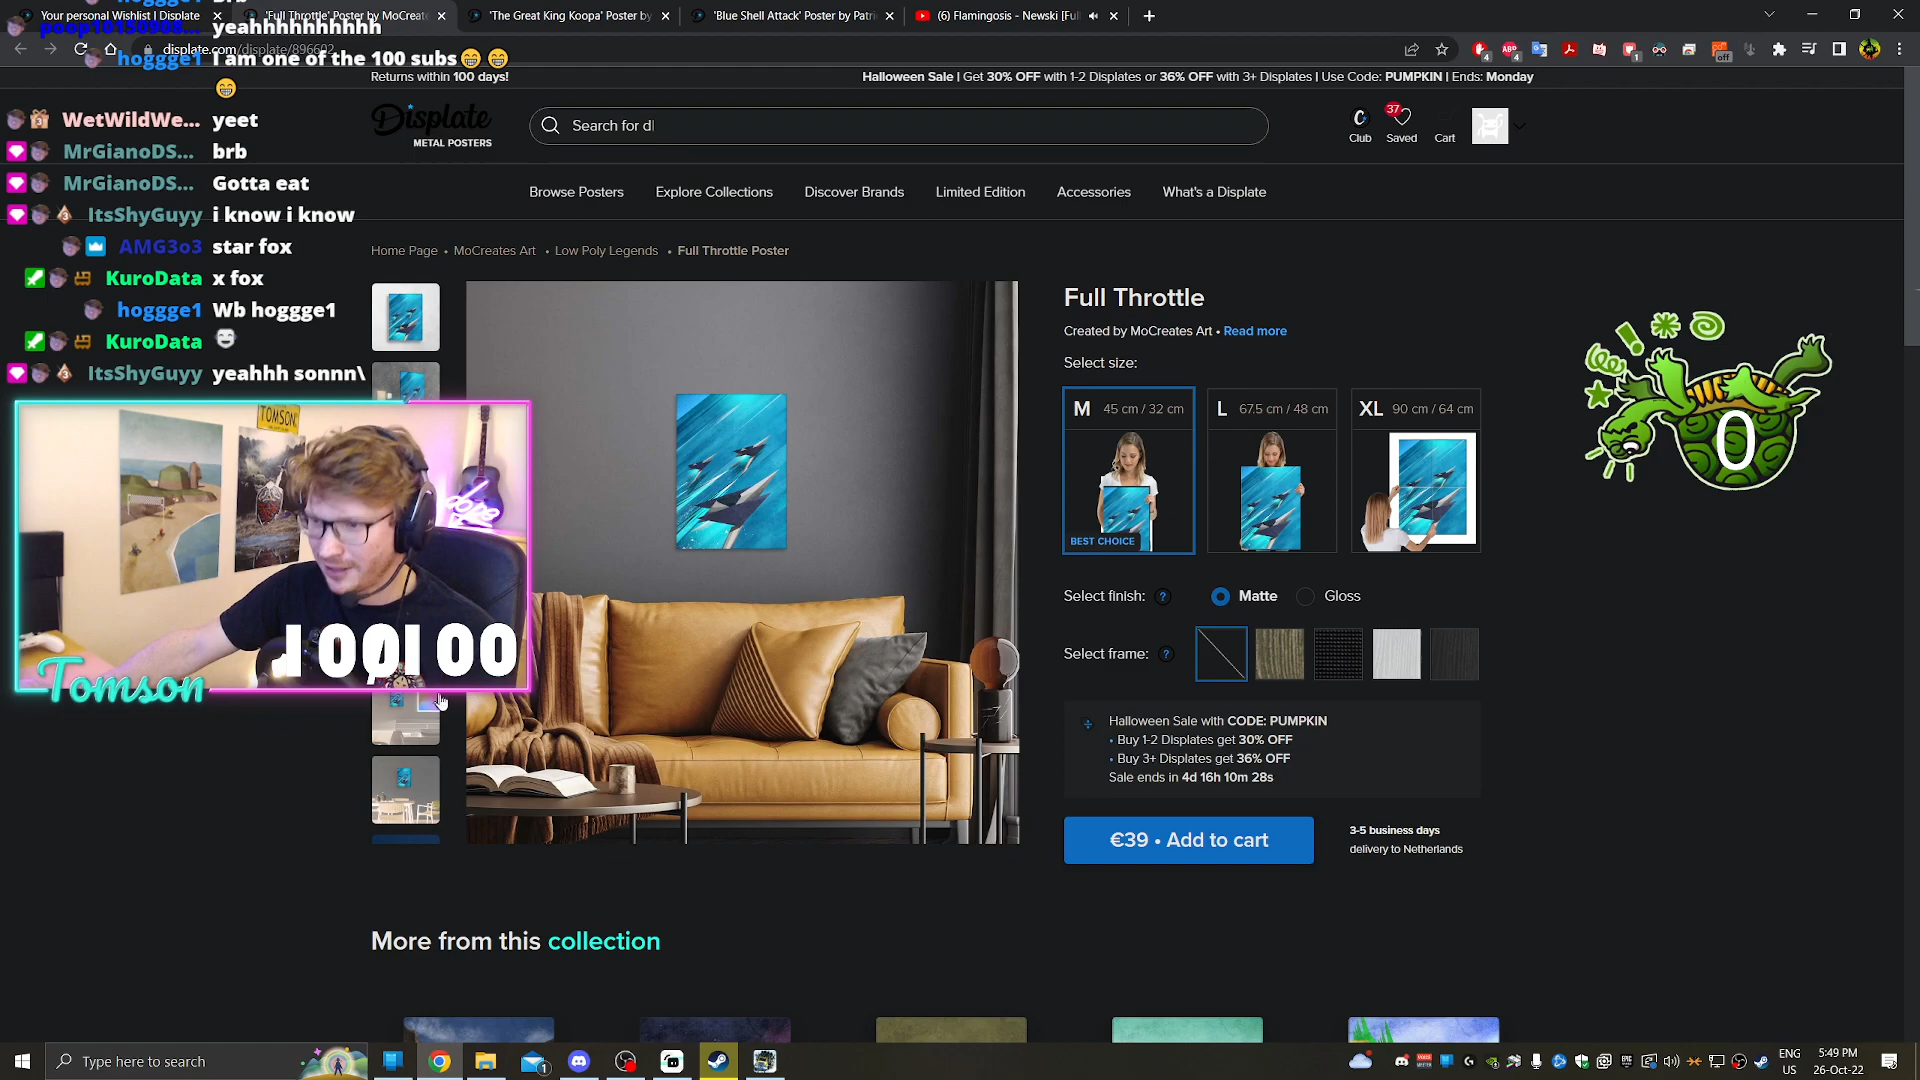 Your personal Wishlist | Displate
'Full Throttle' Poster by MoCreate
'The Great King Koopa' Poster by
'Blue Shell Attack' Poster by Patri
(6) Flamingosis - Newski [Full
displate.com/displate/896602
poop10150908... yeahhhhhhhhhh
hoggge1 I am one of the 100 subs
WetWildWe... yeet
MrGianoDS... brb
MrGianoDS... Gotta eat
ItsShyGuyy i know i know
AMG3o3 star fox
KuroData x fox
hoggge1 Wb hoggge1
KuroData
ItsShyGuyy yeahhh sonnn\
Returns within 100 days!
Halloween Sale | Get 30% OFF with 1-2 Displates or 36% OFF with 3+ Displates | Use Code: PUMPKIN | Ends: Monday
Displate
METAL POSTERS
Search for d
37
Club
Saved
Cart
Browse Posters
Explore Collections
Discover Brands
Limited Edition
Accessories
What's a Displate
Home Page • MoCreates Art • Low Poly Legends • Full Throttle Poster
Full Throttle
Created by MoCreates Art • Read more
Select size:
M 45 cm / 32 cm
L 67.5 cm / 48 cm
XL 90 cm / 64 cm
BEST CHOICE
Select finish: ? Matte Gloss
Select frame: ?
Halloween Sale with CODE: PUMPKIN
• Buy 1-2 Displates get 30% OFF
• Buy 3+ Displates get 36% OFF
Sale ends in 4d 16h 10m 28s
€39 • Add to cart
3-5 business days
delivery to Netherlands
0
TOMSON
nope
Tomson
More from this collection
Type here to search
ENG
US
5:49 PM
26-Oct-22